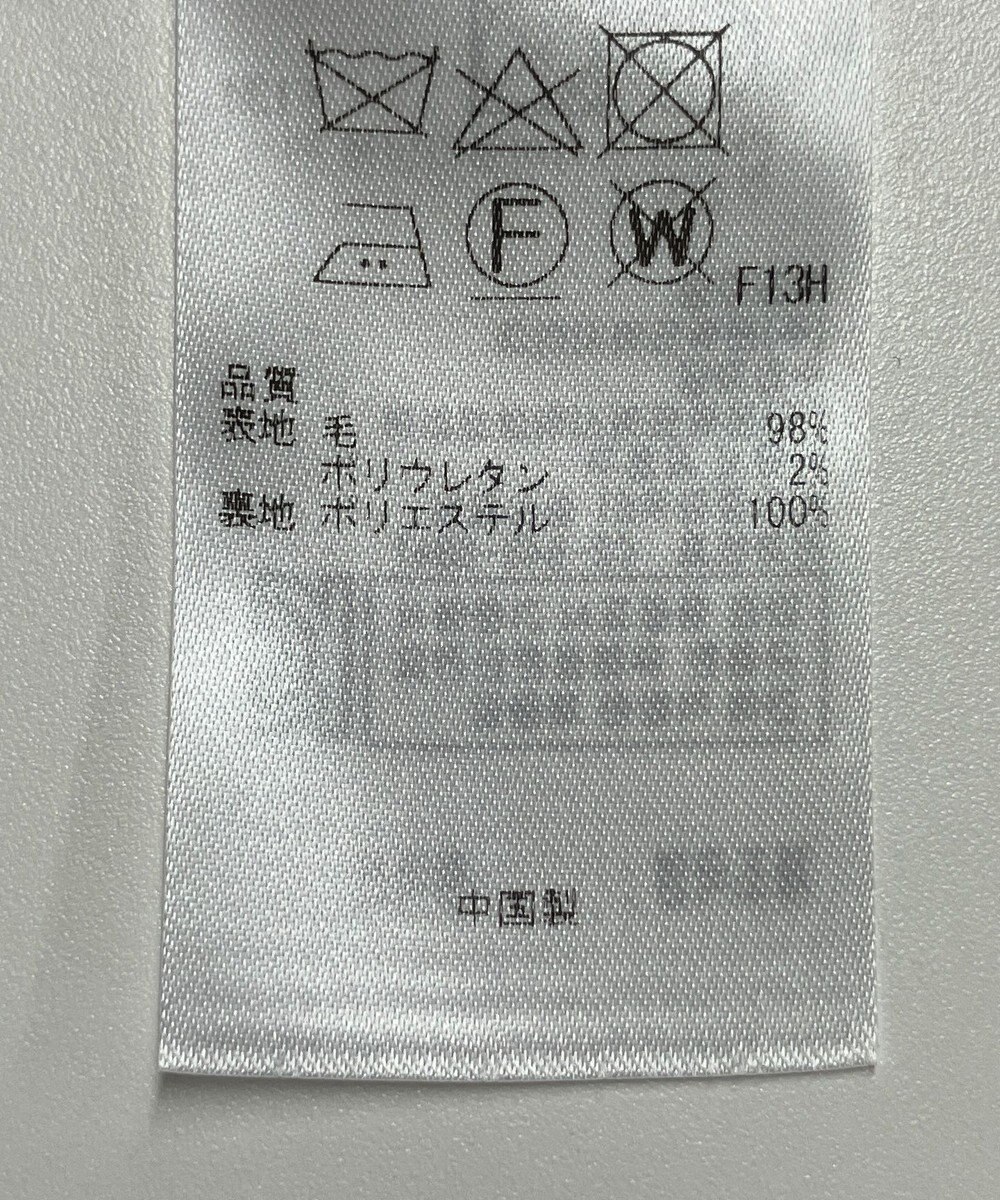 F W F13H
品質
表地 毛 98%
ポリウレタン 2%
裏地 ポリエステル 100%
中国製